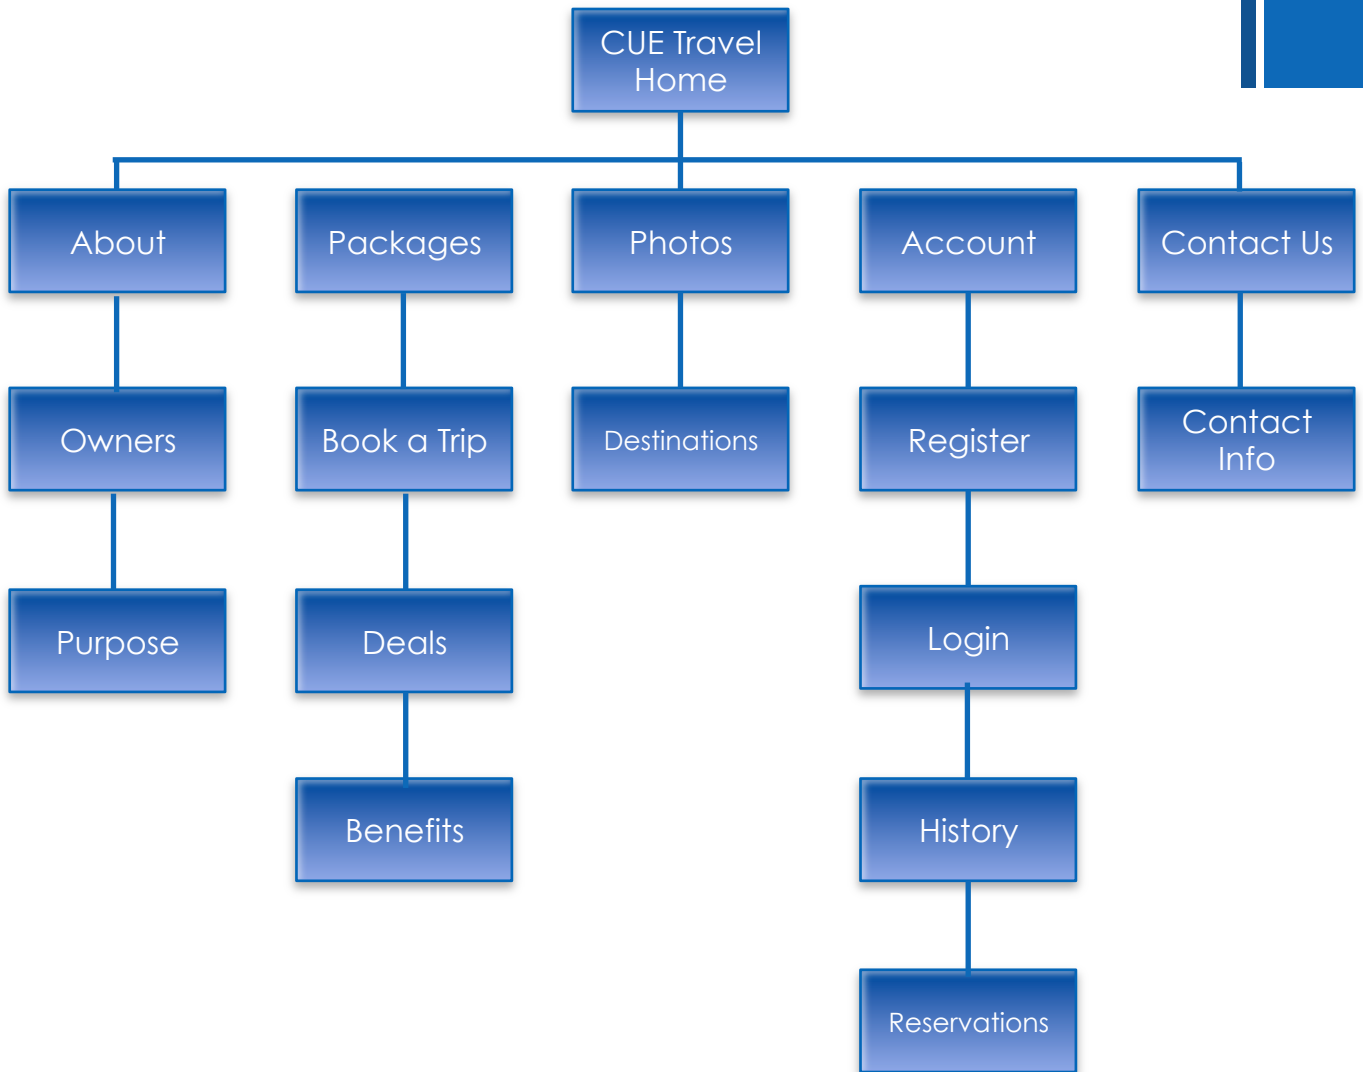 CUE Travel
Home
About
Packages
Photos
Account
Contact Us
Owners
Book a Trip
Destinations
Register
Contact
Info
Purpose
Deals
Login
Benefits
History
Reservations